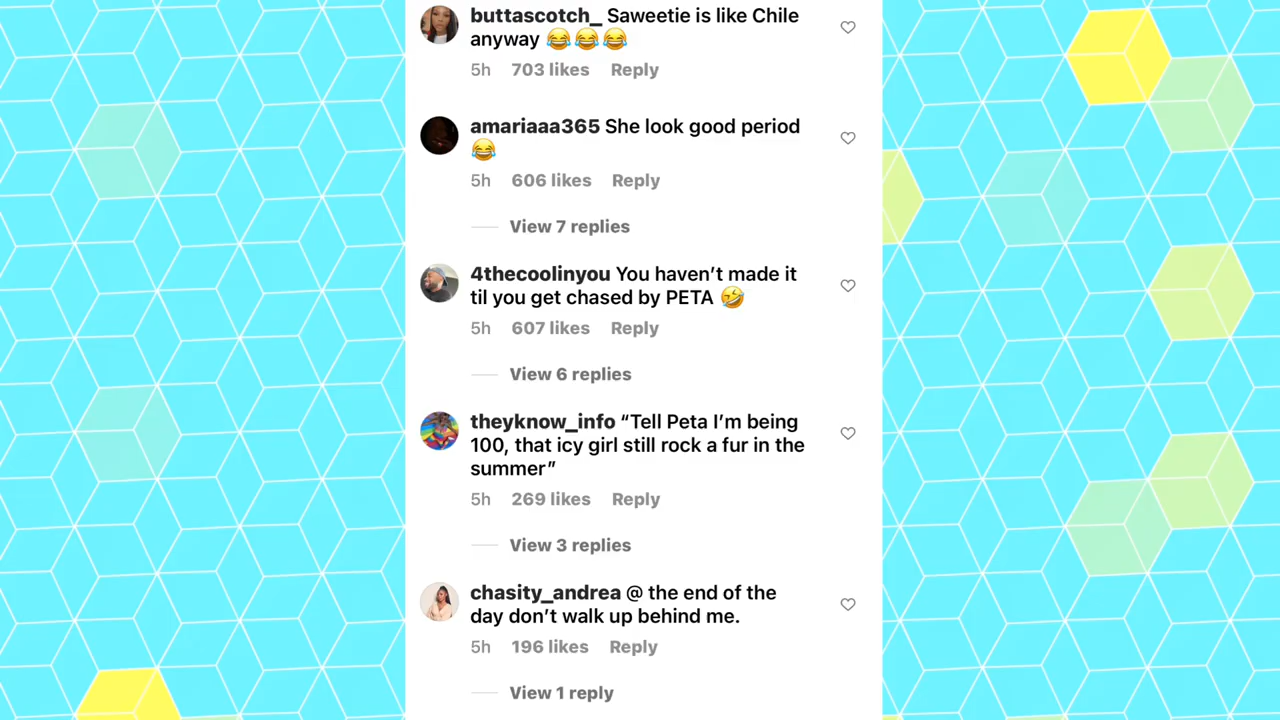 buttascotch_ Saweetie is like Chile
anyway 😂😂😂
5h 703 likes Reply
amariaaa365 She look good period
😂
5h 606 likes Reply
View 7 replies
4thecoolinyou You haven’t made it
til you get chased by PETA 🤣
5h 607 likes Reply
View 6 replies
theyknow_info “Tell Peta I’m being
100, that icy girl still rock a fur in the
summer”
5h 269 likes Reply
View 3 replies
chasity_andrea @ the end of the
day don’t walk up behind me.
5h 196 likes Reply
View 1 reply